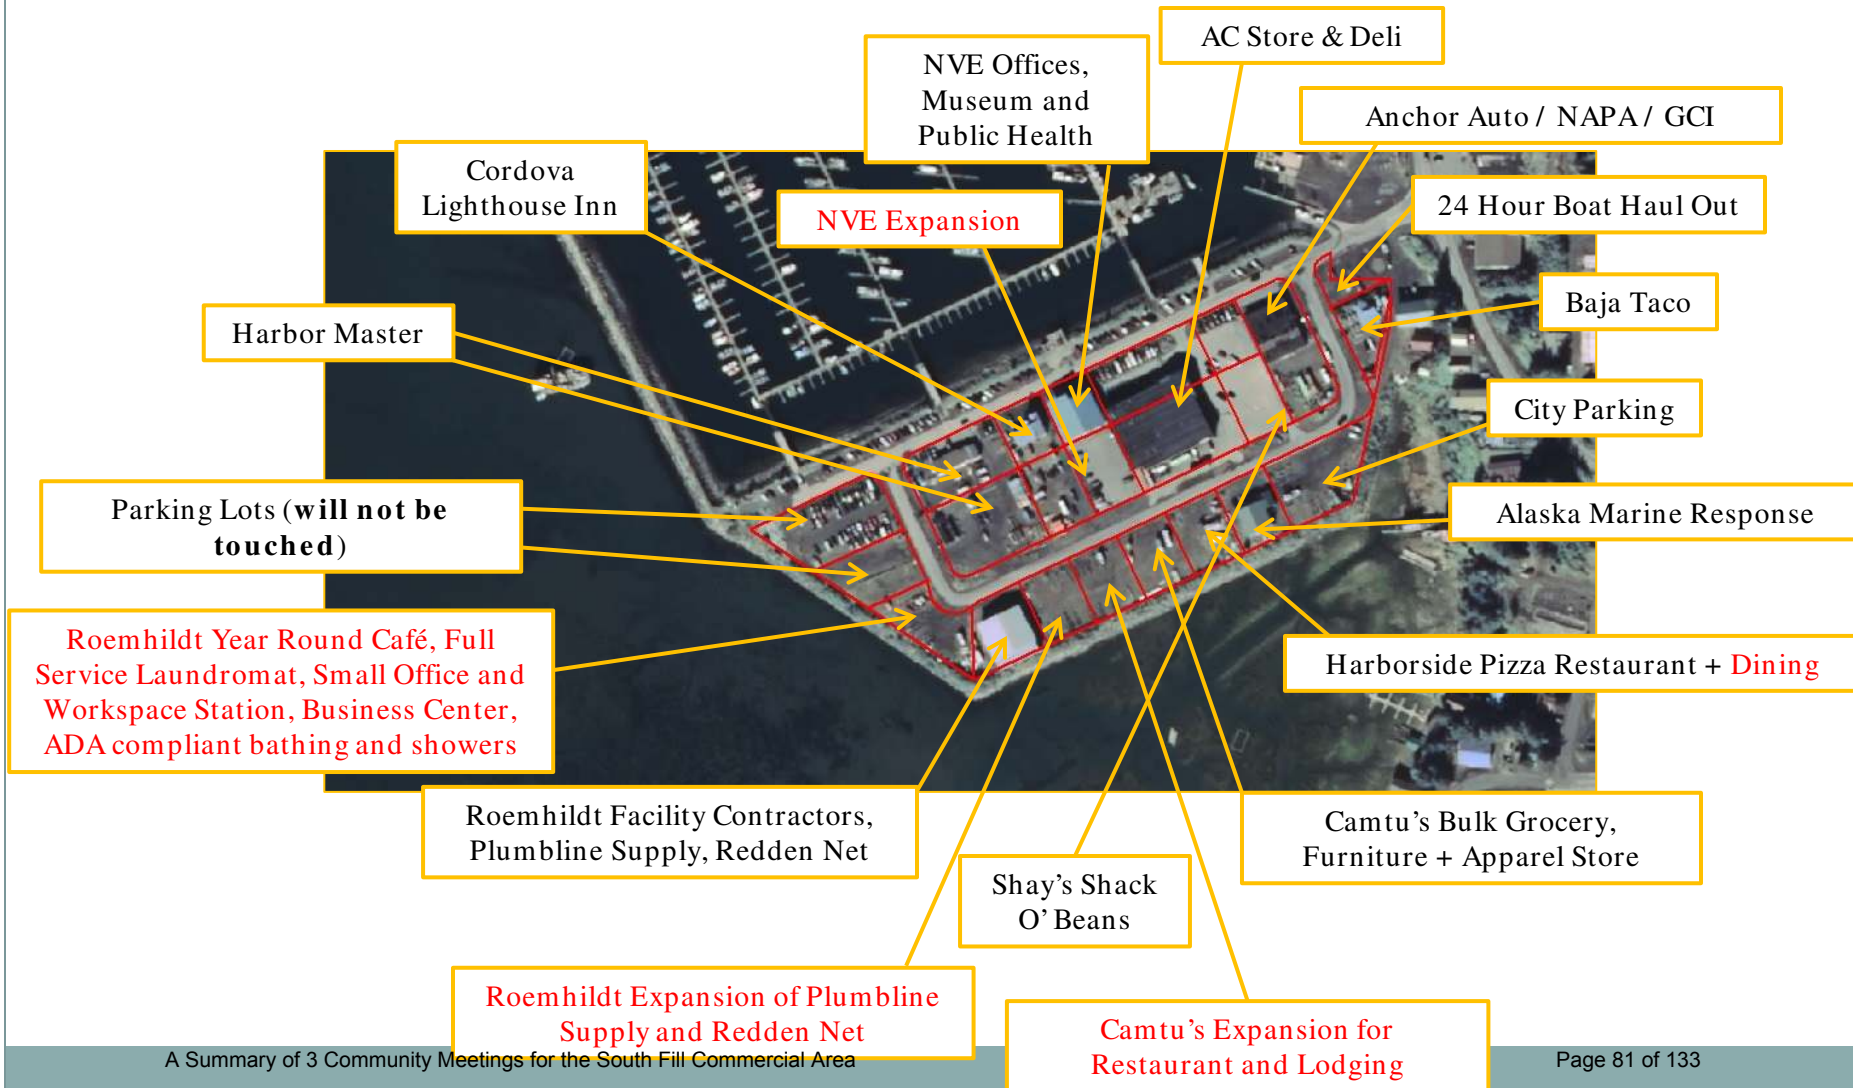 AC Store & Deli
NVE Offices,
Museum and
Public Health
Anchor Auto / NAPA / GCI
Cordova
Lighthouse Inn
24 Hour Boat Haul Out
NVE Expansion
Baja Taco
Harbor Master
City Parking
Parking Lots (will not be
touched)
Alaska Marine Response
Roemhildt Year Round Café, Full
Service Laundromat, Small Office and
Workspace Station, Business Center,
ADA compliant bathing and showers
Harborside Pizza Restaurant + Dining
Roemhildt Facility Contractors,
Plumbline Supply, Redden Net
Camtu’s Bulk Grocery,
Furniture + Apparel Store
Shay’s Shack
O’ Beans
Roemhildt Expansion of Plumbline
Supply and Redden Net
Camtu’s Expansion for
Restaurant and Lodging
A Summary of 3 Community Meetings for the South Fill Commercial Area
Page 81 of 133